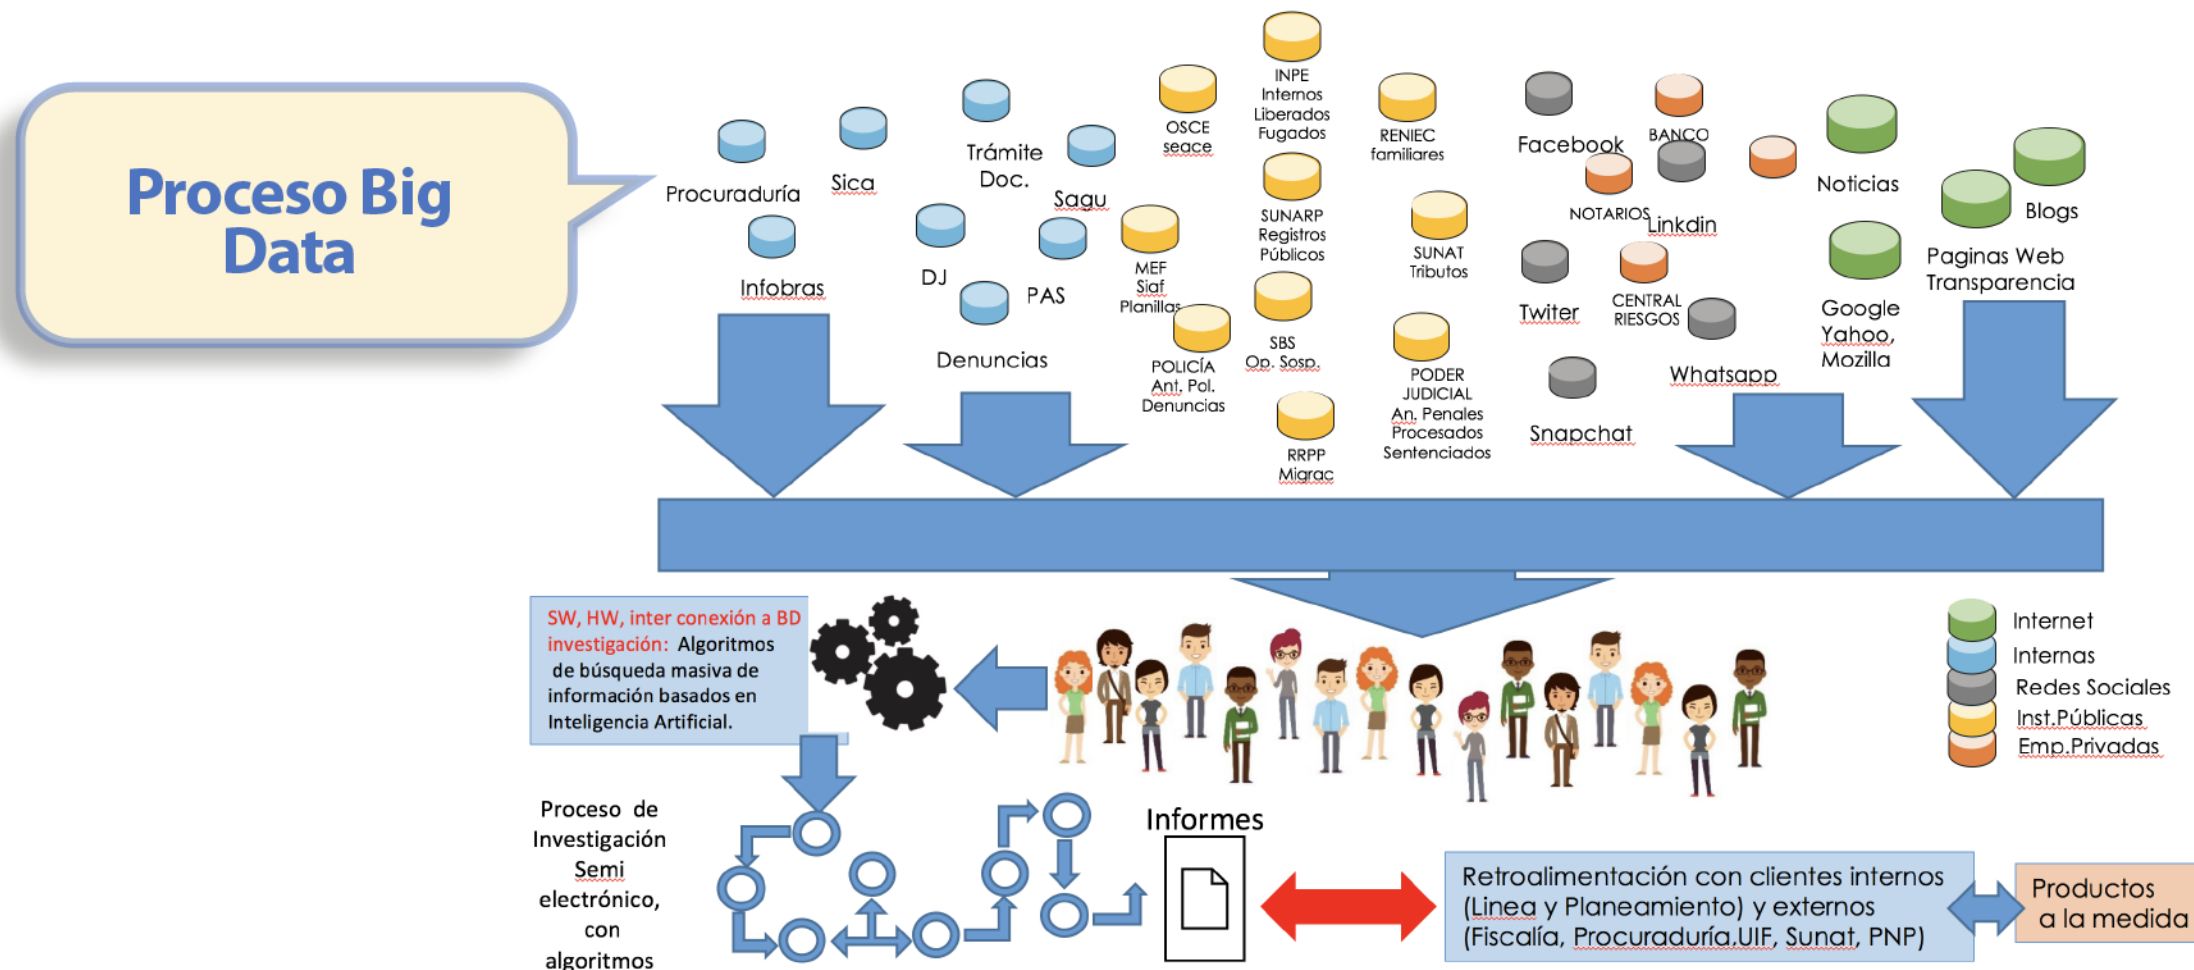 Proceso Big
Data
Procuraduría
Sica
Trámite
Doc.
Sagu
Infobras
DJ
PAS
Denuncias
OSCE
seace
INPE
Internos
Liberados
Fugados
RENIEC
familiares
SUNARP
Registros
Públicos
MEF
Siaf
Planillas
SUNAT
Tributos
POLICÍA
Ant. Pol.
Denuncias
SBS
Op. Sosp.
RRPP
Migrac
PODER
JUDICIAL
An. Penales
Procesados
Sentenciados
Facebook
BANCO
NOTARIOS
Linkdin
Twiter
CENTRAL
RIESGOS
Whatsapp
Snapchat
Noticias
Blogs
Paginas Web
Transparencia
Google
Yahoo,
Mozilla
SW, HW, inter conexión a BD
investigación: Algoritmos
de búsqueda masiva de
información basados en
Inteligencia Artificial.
Internet
Internas
Redes Sociales
Inst.Públicas
Emp.Privadas
Proceso de
Investigación
Semi
electrónico,
con
algoritmos
Informes
Retroalimentación con clientes internos
(Linea y Planeamiento) y externos
(Fiscalía, Procuraduría,UIF, Sunat, PNP)
Productos
a la medida